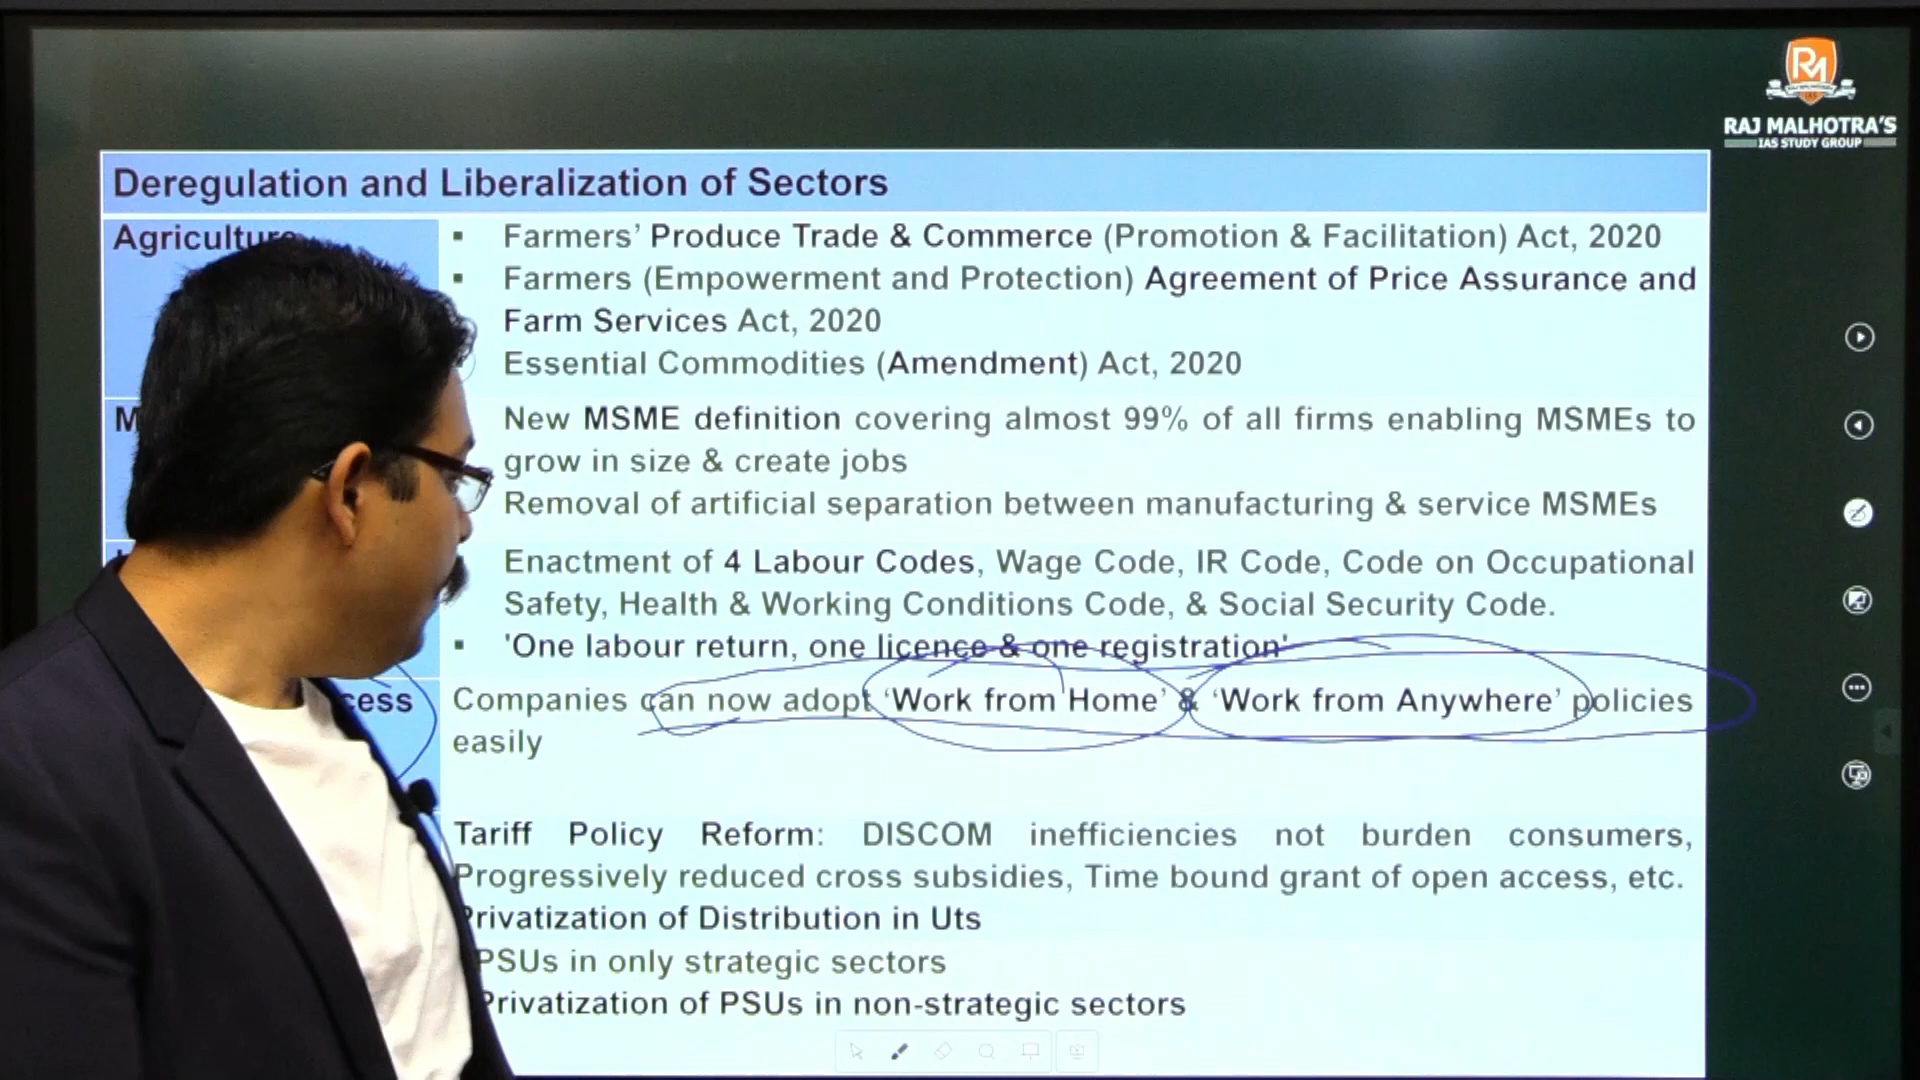 RAJ MALHOTRA'S
IAS STUDY GROUP
Deregulation and Liberalization of Sectors
Agriculture
▪ Farmers' Produce Trade & Commerce (Promotion & Facilitation) Act, 2020
▪ Farmers (Empowerment and Protection) Agreement of Price Assurance and
Farm Services Act, 2020
Essential Commodities (Amendment) Act, 2020
New MSME definition covering almost 99% of all firms enabling MSMEs to
grow in size & create jobs
Removal of artificial separation between manufacturing & service MSMEs
Enactment of 4 Labour Codes, Wage Code, IR Code, Code on Occupational
Safety, Health & Working Conditions Code, & Social Security Code.
▪ 'One labour return, one licence & one registration'
Companies can now adopt ‘Work from Home’ & ‘Work from Anywhere’ policies
easily
Tariff Policy Reform: DISCOM inefficiencies not burden consumers,
Progressively reduced cross subsidies, Time bound grant of open access, etc.
Privatization of Distribution in Uts
PSUs in only strategic sectors
Privatization of PSUs in non-strategic sectors